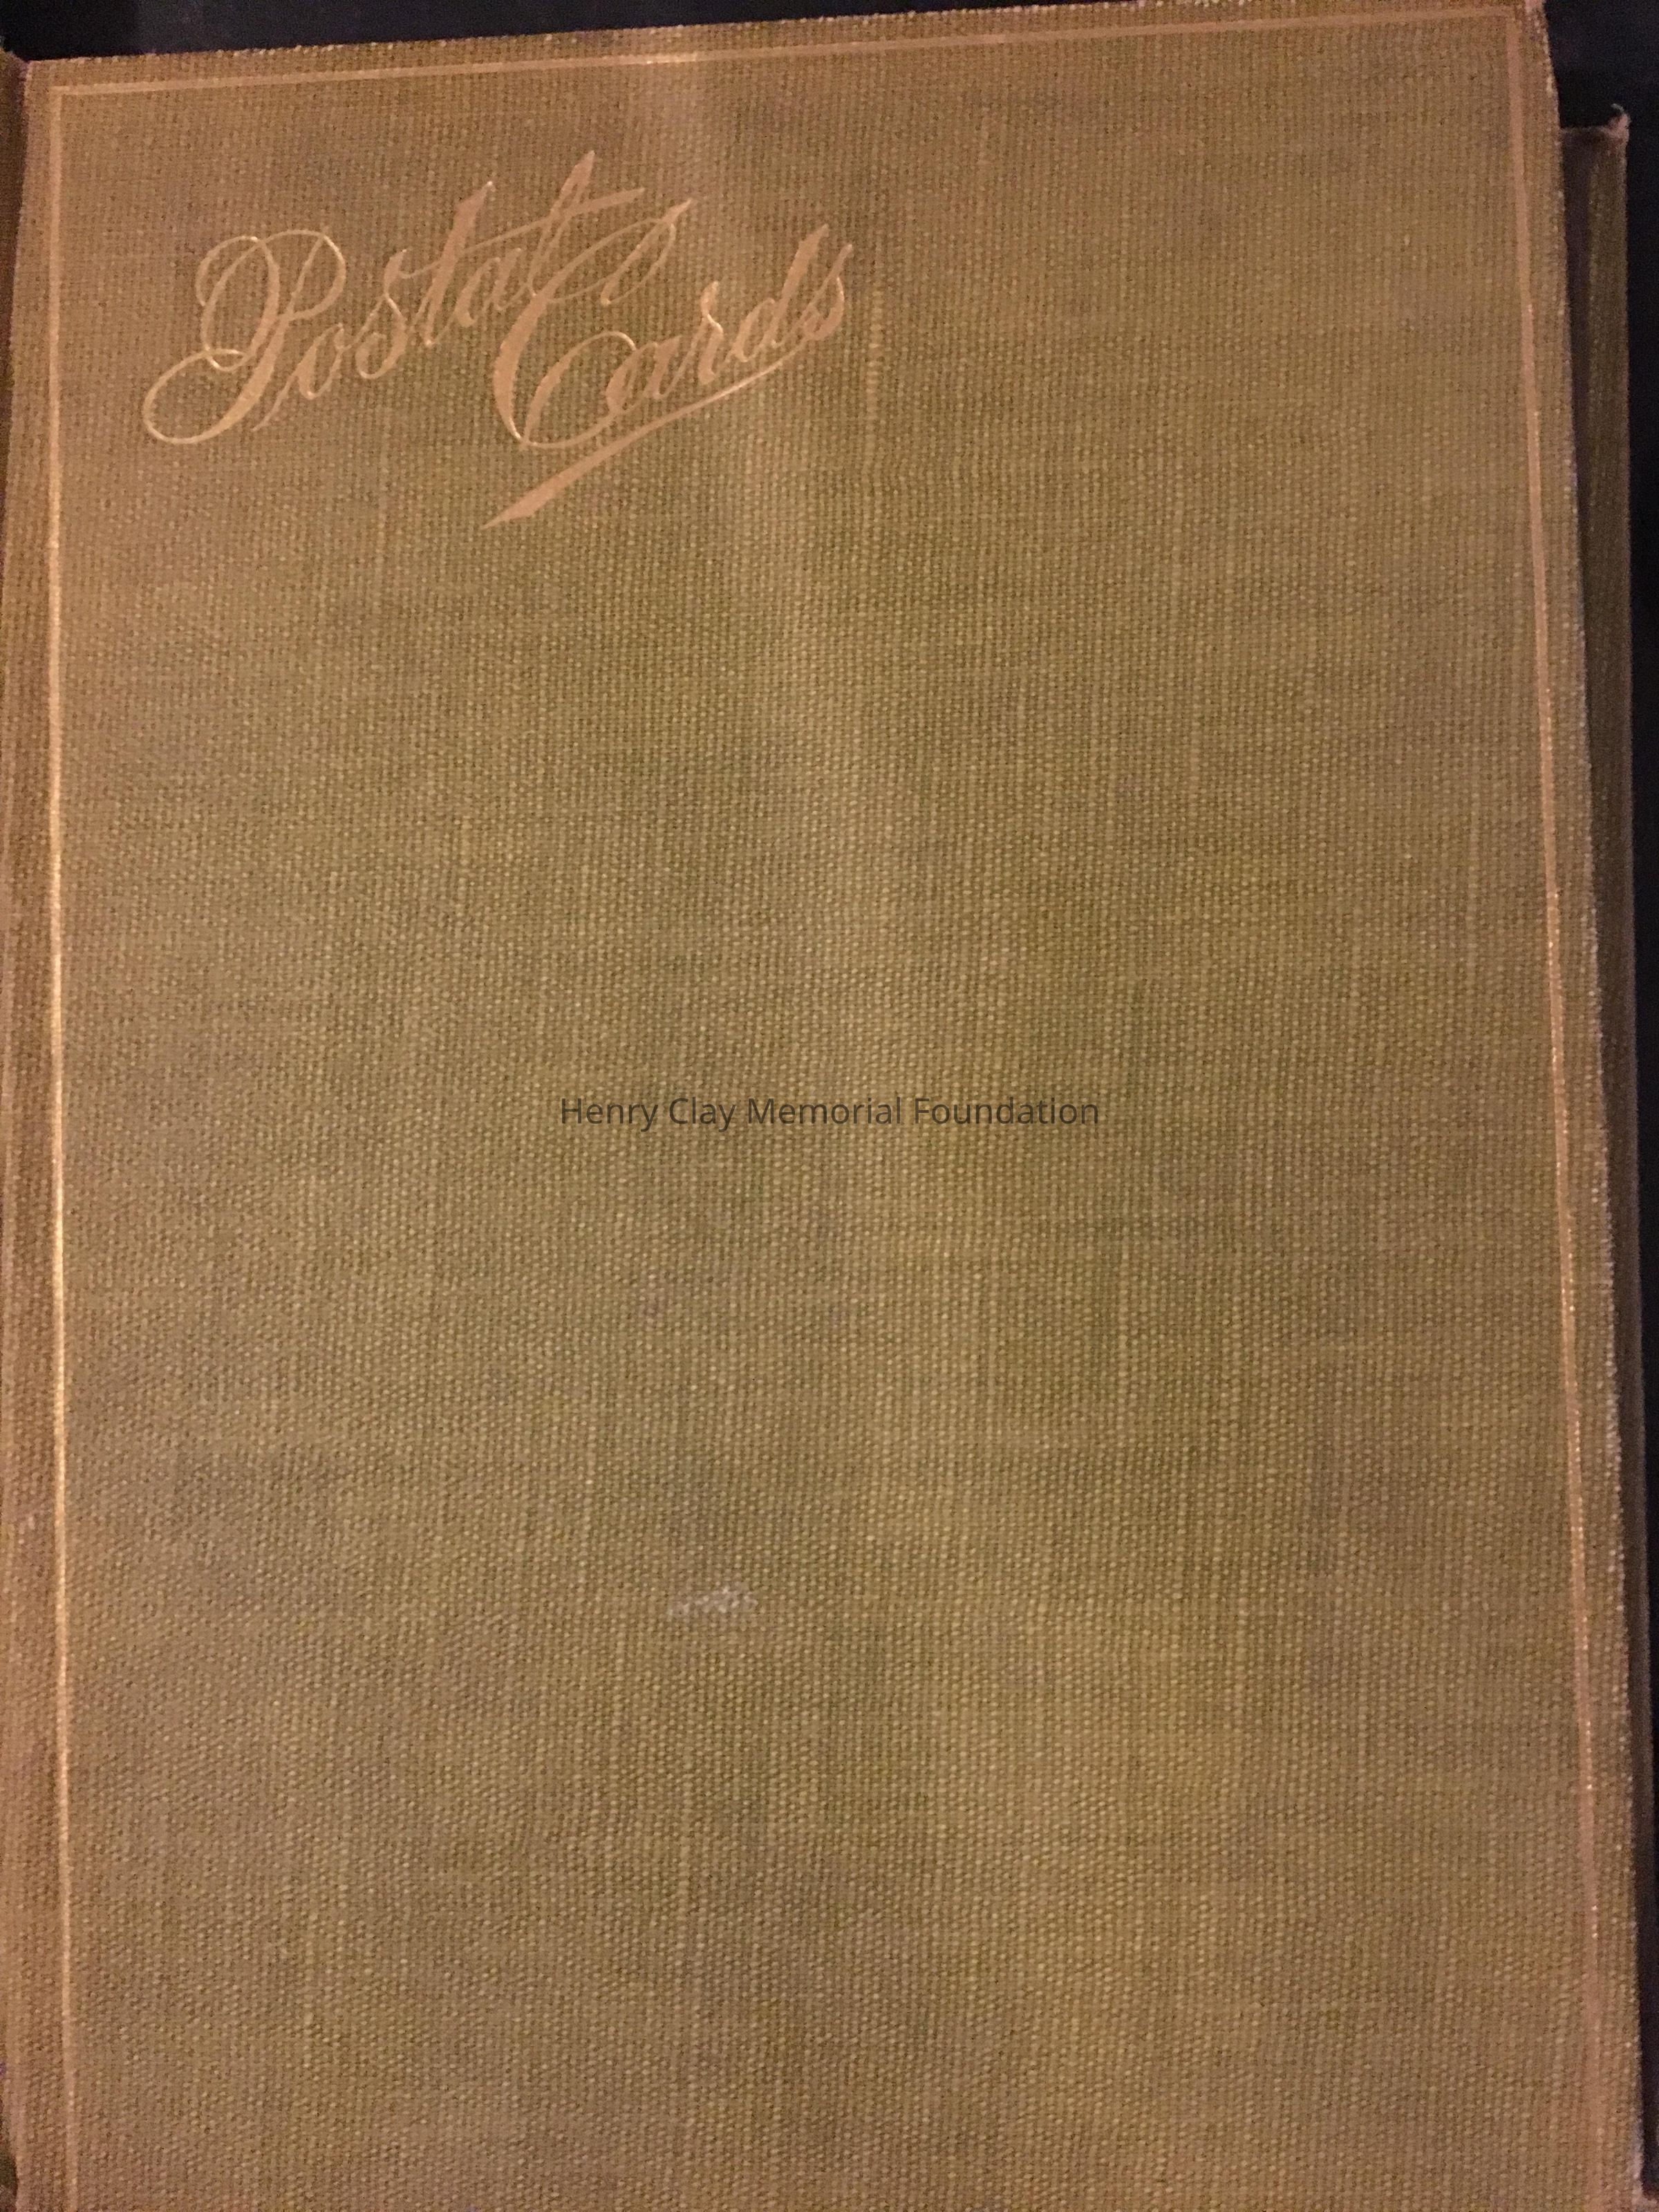 Postal
Cards
Henry Clay Memorial Foundation